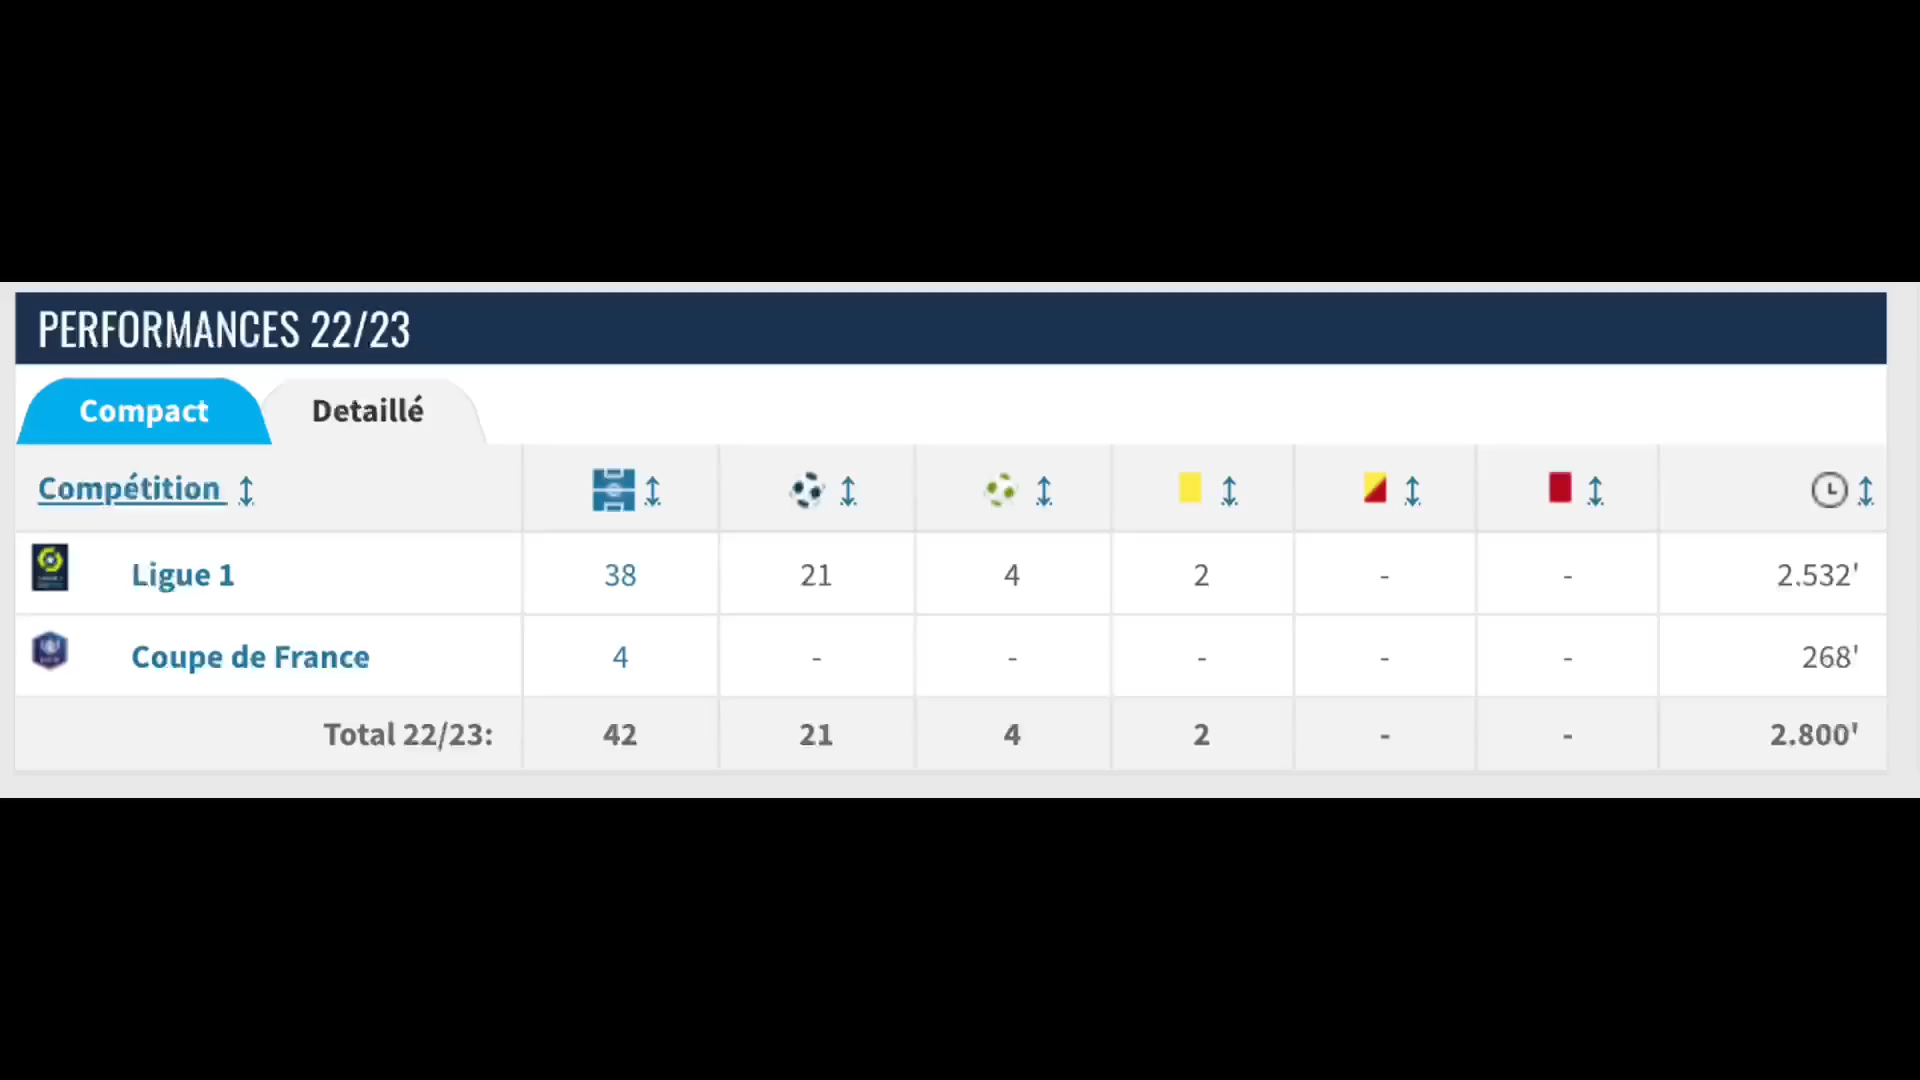 PERFORMANCES 22/23
Compact Detaillé
Compétition
Ligue 1 38 21 4 2 - - 2.532'
Coupe de France 4 - - - - - 268'
Total 22/23: 42 21 4 2 - - 2.800'